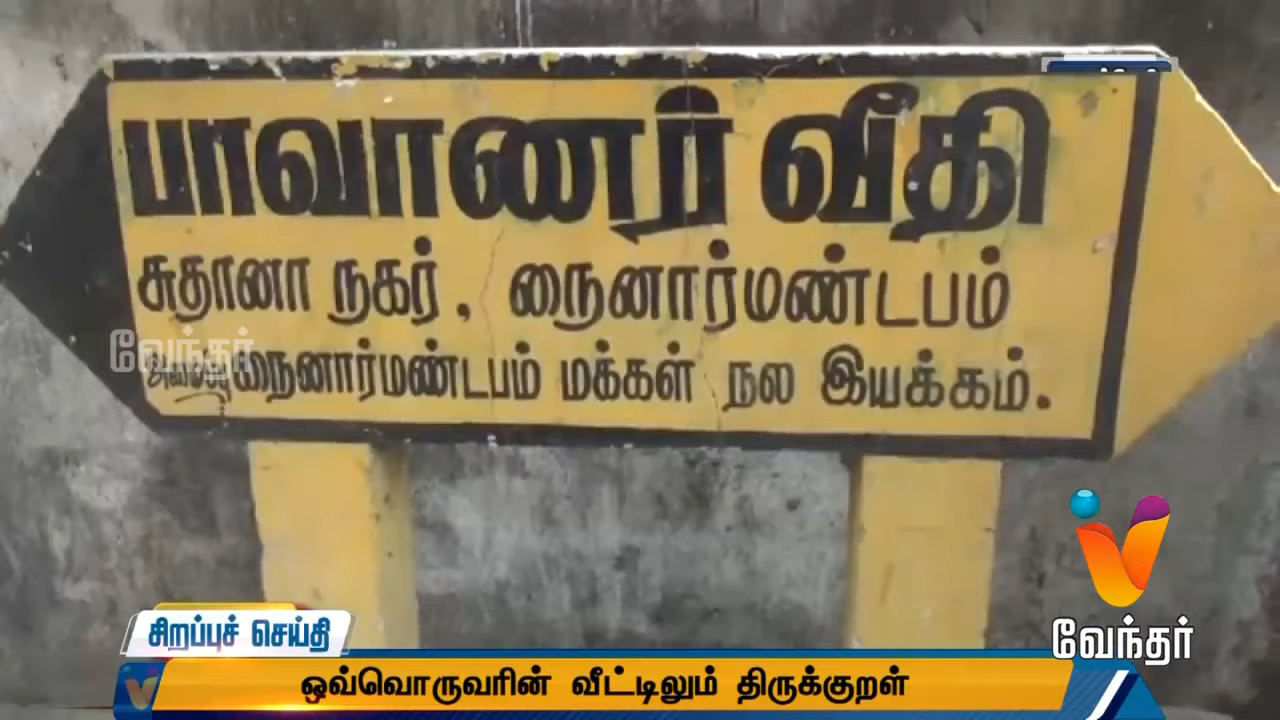 பாவாணர் வீதி
சுதானா நகர், நைனார்மண்டபம்
நைனார்மண்டபம் மக்கள் நல இயக்கம்.
வேந்தர்
சிறப்புச் செய்தி
வேந்தர்
ஒவ்வொருவரின் வீட்டிலும் திருக்குறள்